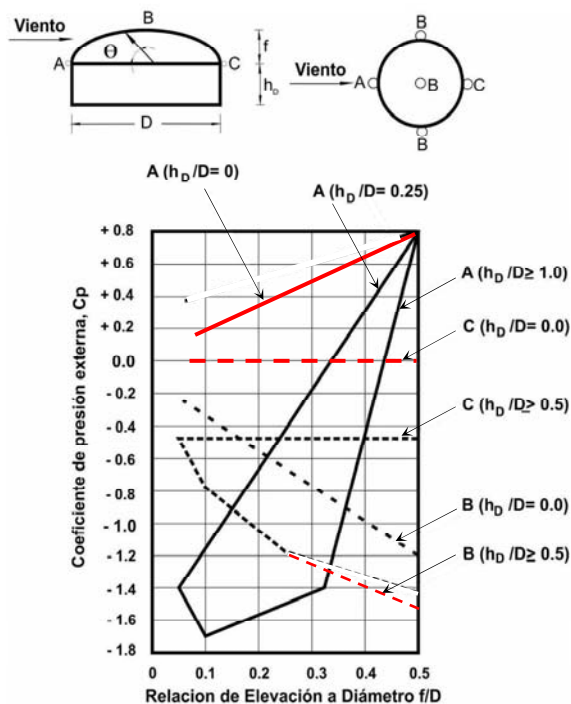 B
Viento
Θ
f
A
C
h_D
D
B
Viento
A
B
C
B
A (h_D/D= 0)
A (h_D/D= 0.25)
+ 0.8
+ 0.6
+ 0.4
+ 0.2
0.0
- 0.2
- 0.4
- 0.6
- 0.8
- 1.0
- 1.2
- 1.4
- 1.6
- 1.8
Coeficiente de presión externa, Cp
A (h_D/D≥ 1.0)
C (h_D/D= 0.0)
C (h_D/D≥ 0.5)
B (h_D/D= 0.0)
B (h_D/D≥ 0.5)
0
0.1
0.2
0.3
0.4
0.5
Relacion de Elevación a Diámetro f/D